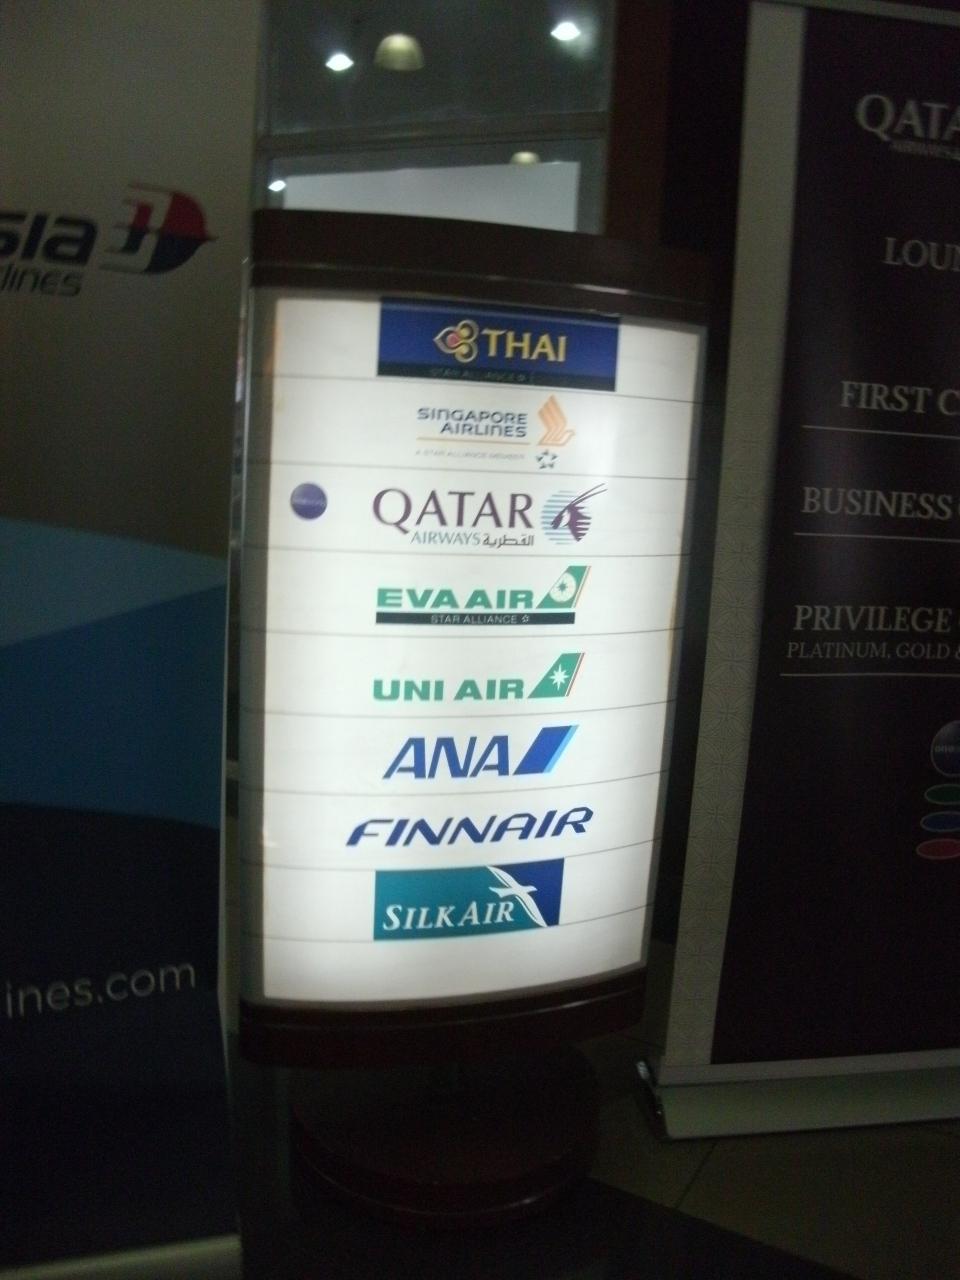 sia
lines
ines.com
THAI
STAR ALLIANCE
SINGAPORE
AIRLINES
A STAR ALLIANCE MEMBER
QATAR
AIRWAYS القطرية
EVA AIR
STAR ALLIANCE
UNI AIR
ANA
FINNAIR
SILKAIR
QATA
LOUN
FIRST C
BUSINESS
PRIVILEGE
PLATINUM, GOLD &